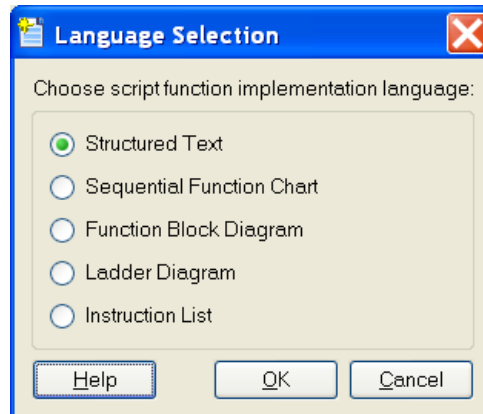 Language Selection
Choose script function implementation language:
Structured Text
Sequential Function Chart
Function Block Diagram
Ladder Diagram
Instruction List
Help OK Cancel